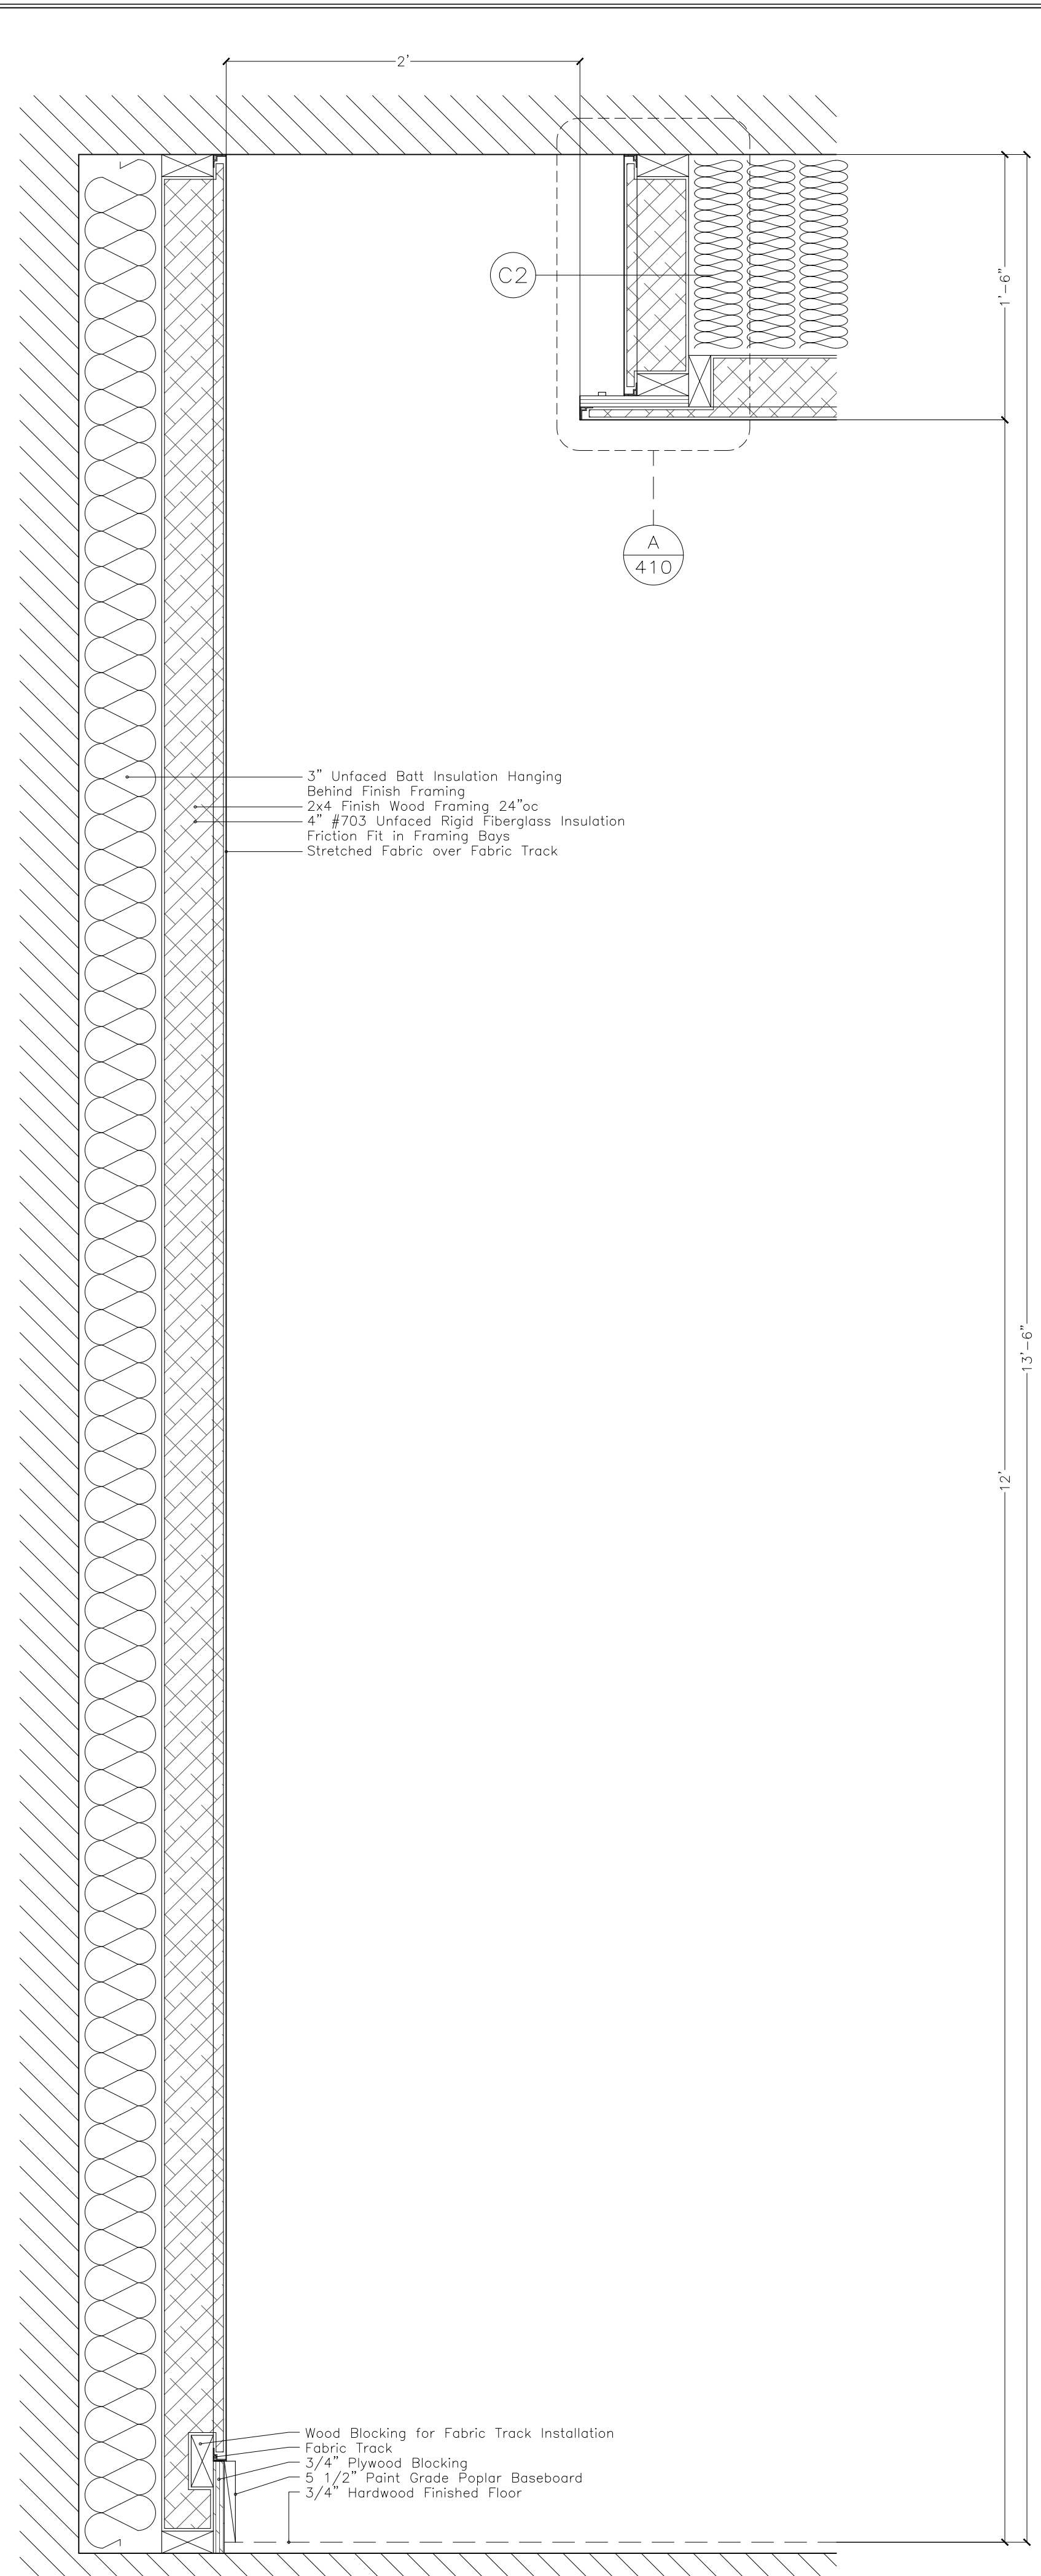 2'
C2
1'-6"
A
410
3" Unfaced Batt Insulation Hanging
Behind Finish Framing
2x4 Finish Wood Framing 24"oc
4" #703 Unfaced Rigid Fiberglass Insulation
Friction Fit in Framing Bays
Stretched Fabric over Fabric Track
13'-6"
12'
Wood Blocking for Fabric Track Installation
Fabric Track
3/4" Plywood Blocking
5 1/2" Paint Grade Poplar Baseboard
3/4" Hardwood Finished Floor